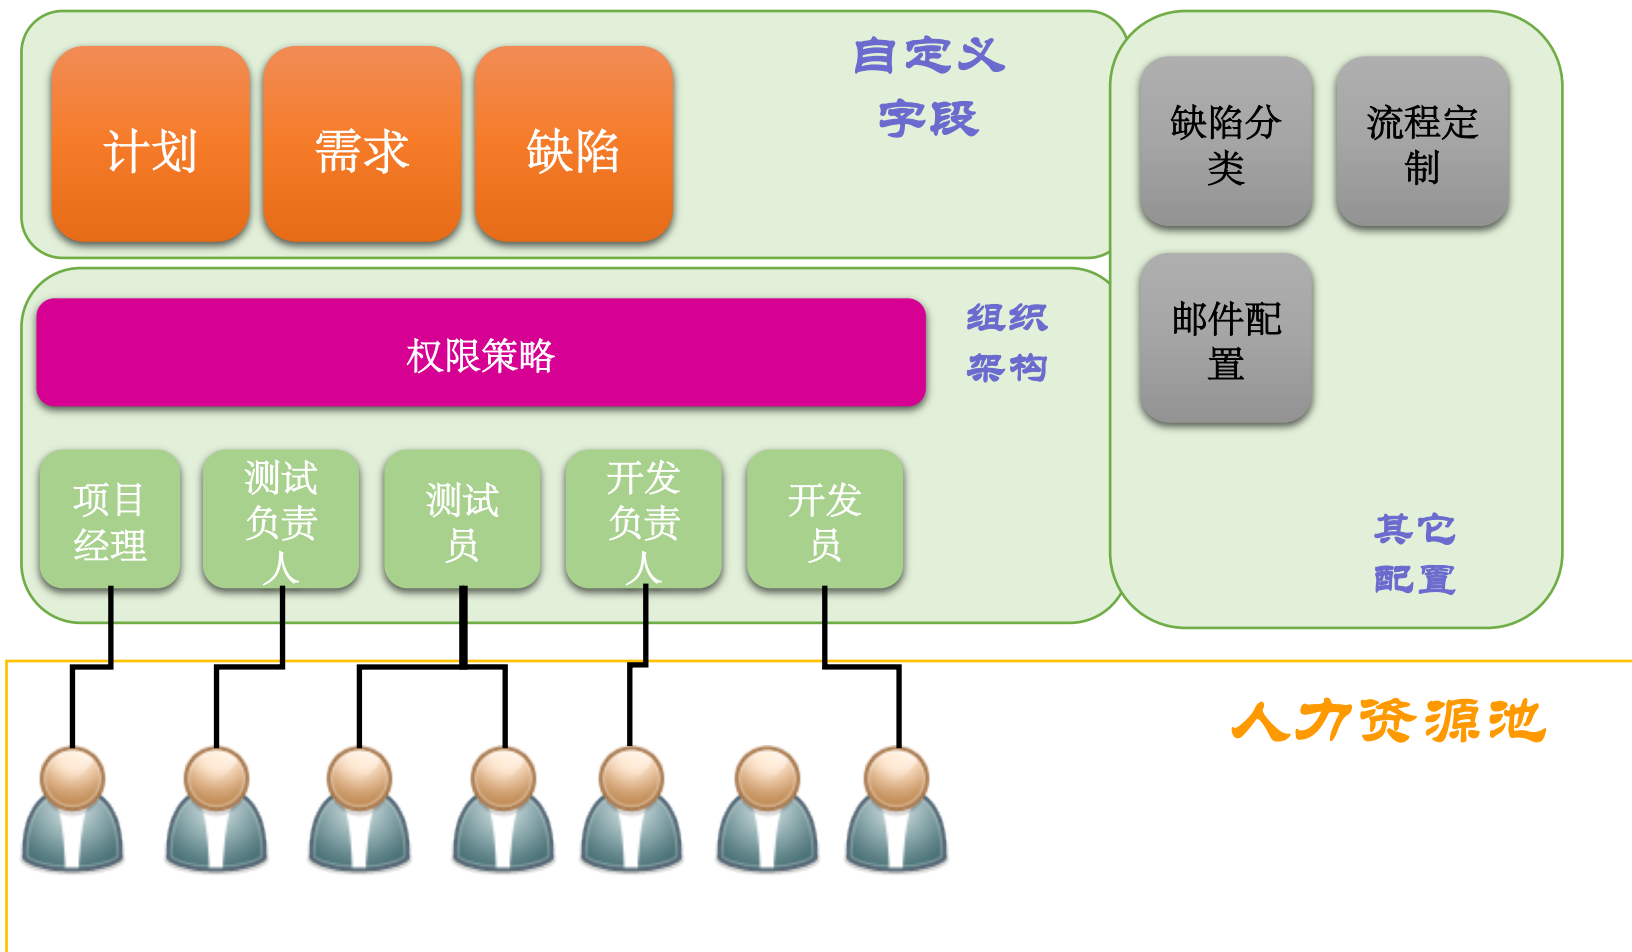 自定义
字段
计划
需求
缺陷
缺陷分
类
流程定
制
邮件配
置
组织
架构
权限策略
项目
经理
测试
负责
人
测试
员
开发
负责
人
开发
员
其它
配置
人力资源池